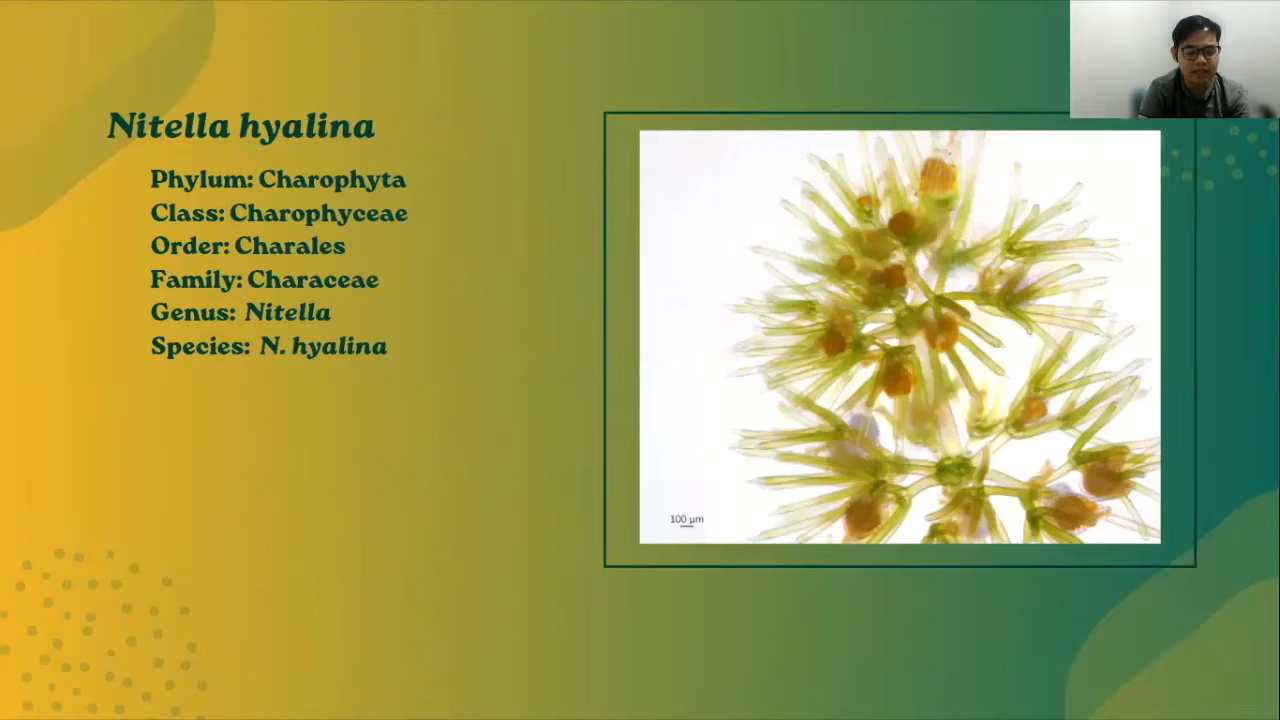 Nitella hyalina
Phylum: Charophyta
Class: Charophyceae
Order: Charales
Family: Characeae
Genus: Nitella
Species: N. hyalina
100 µm